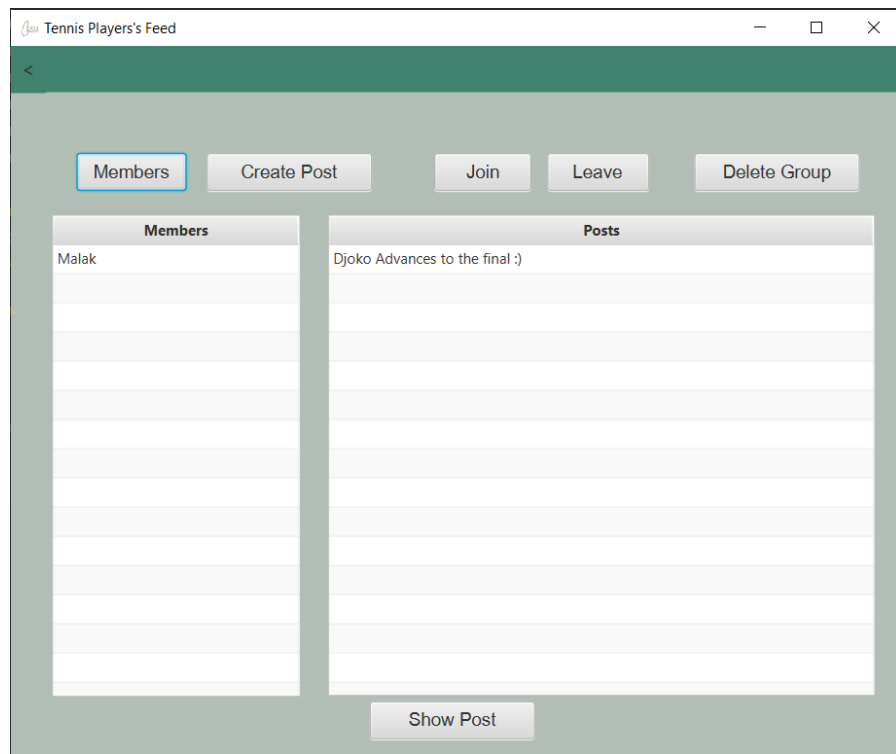 Tennis Players's Feed
<
Members Create Post Join Leave Delete Group
Members Posts
Malak Djoko Advances to the final :)
Show Post